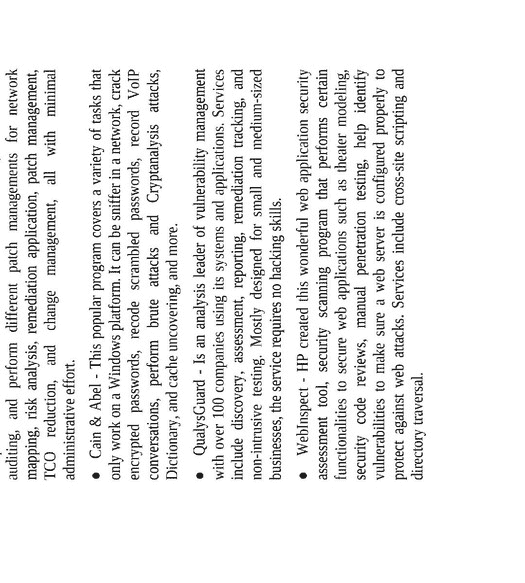 auditing, and perform different patch managements for network
mapping, risk analysis, remediation application, patch management,
TCO reduction, and change management, all with minimal
administrative effort.
● Cain & Abel - This popular program covers a variety of tasks that
only work on a Windows platform. It can be sniffer in a network, crack
encrypted passwords, recode scrambled passwords, record VoIP
conversations, perform brute attacks and Cryptanalysis attacks,
Dictionary, and cache uncovering, and more.
● QualysGuard - Is an analysis leader of vulnerability management
with over 100 companies using its systems and applications. Services
include discovery, assessment, reporting, remediation tracking, and
non-intrusive testing. Mostly designed for small and medium-sized
businesses, the service requires no hacking skills.
● WebInspect - HP created this wonderful web application security
assessment tool, security scanning program that performs certain
functionalities to secure web applications such as theater modeling,
security code reviews, manual penetration testing, help identify
vulnerabilities to make sure a web server is configured properly to
protect against web attacks. Services include cross-site scripting and
directory traversal.